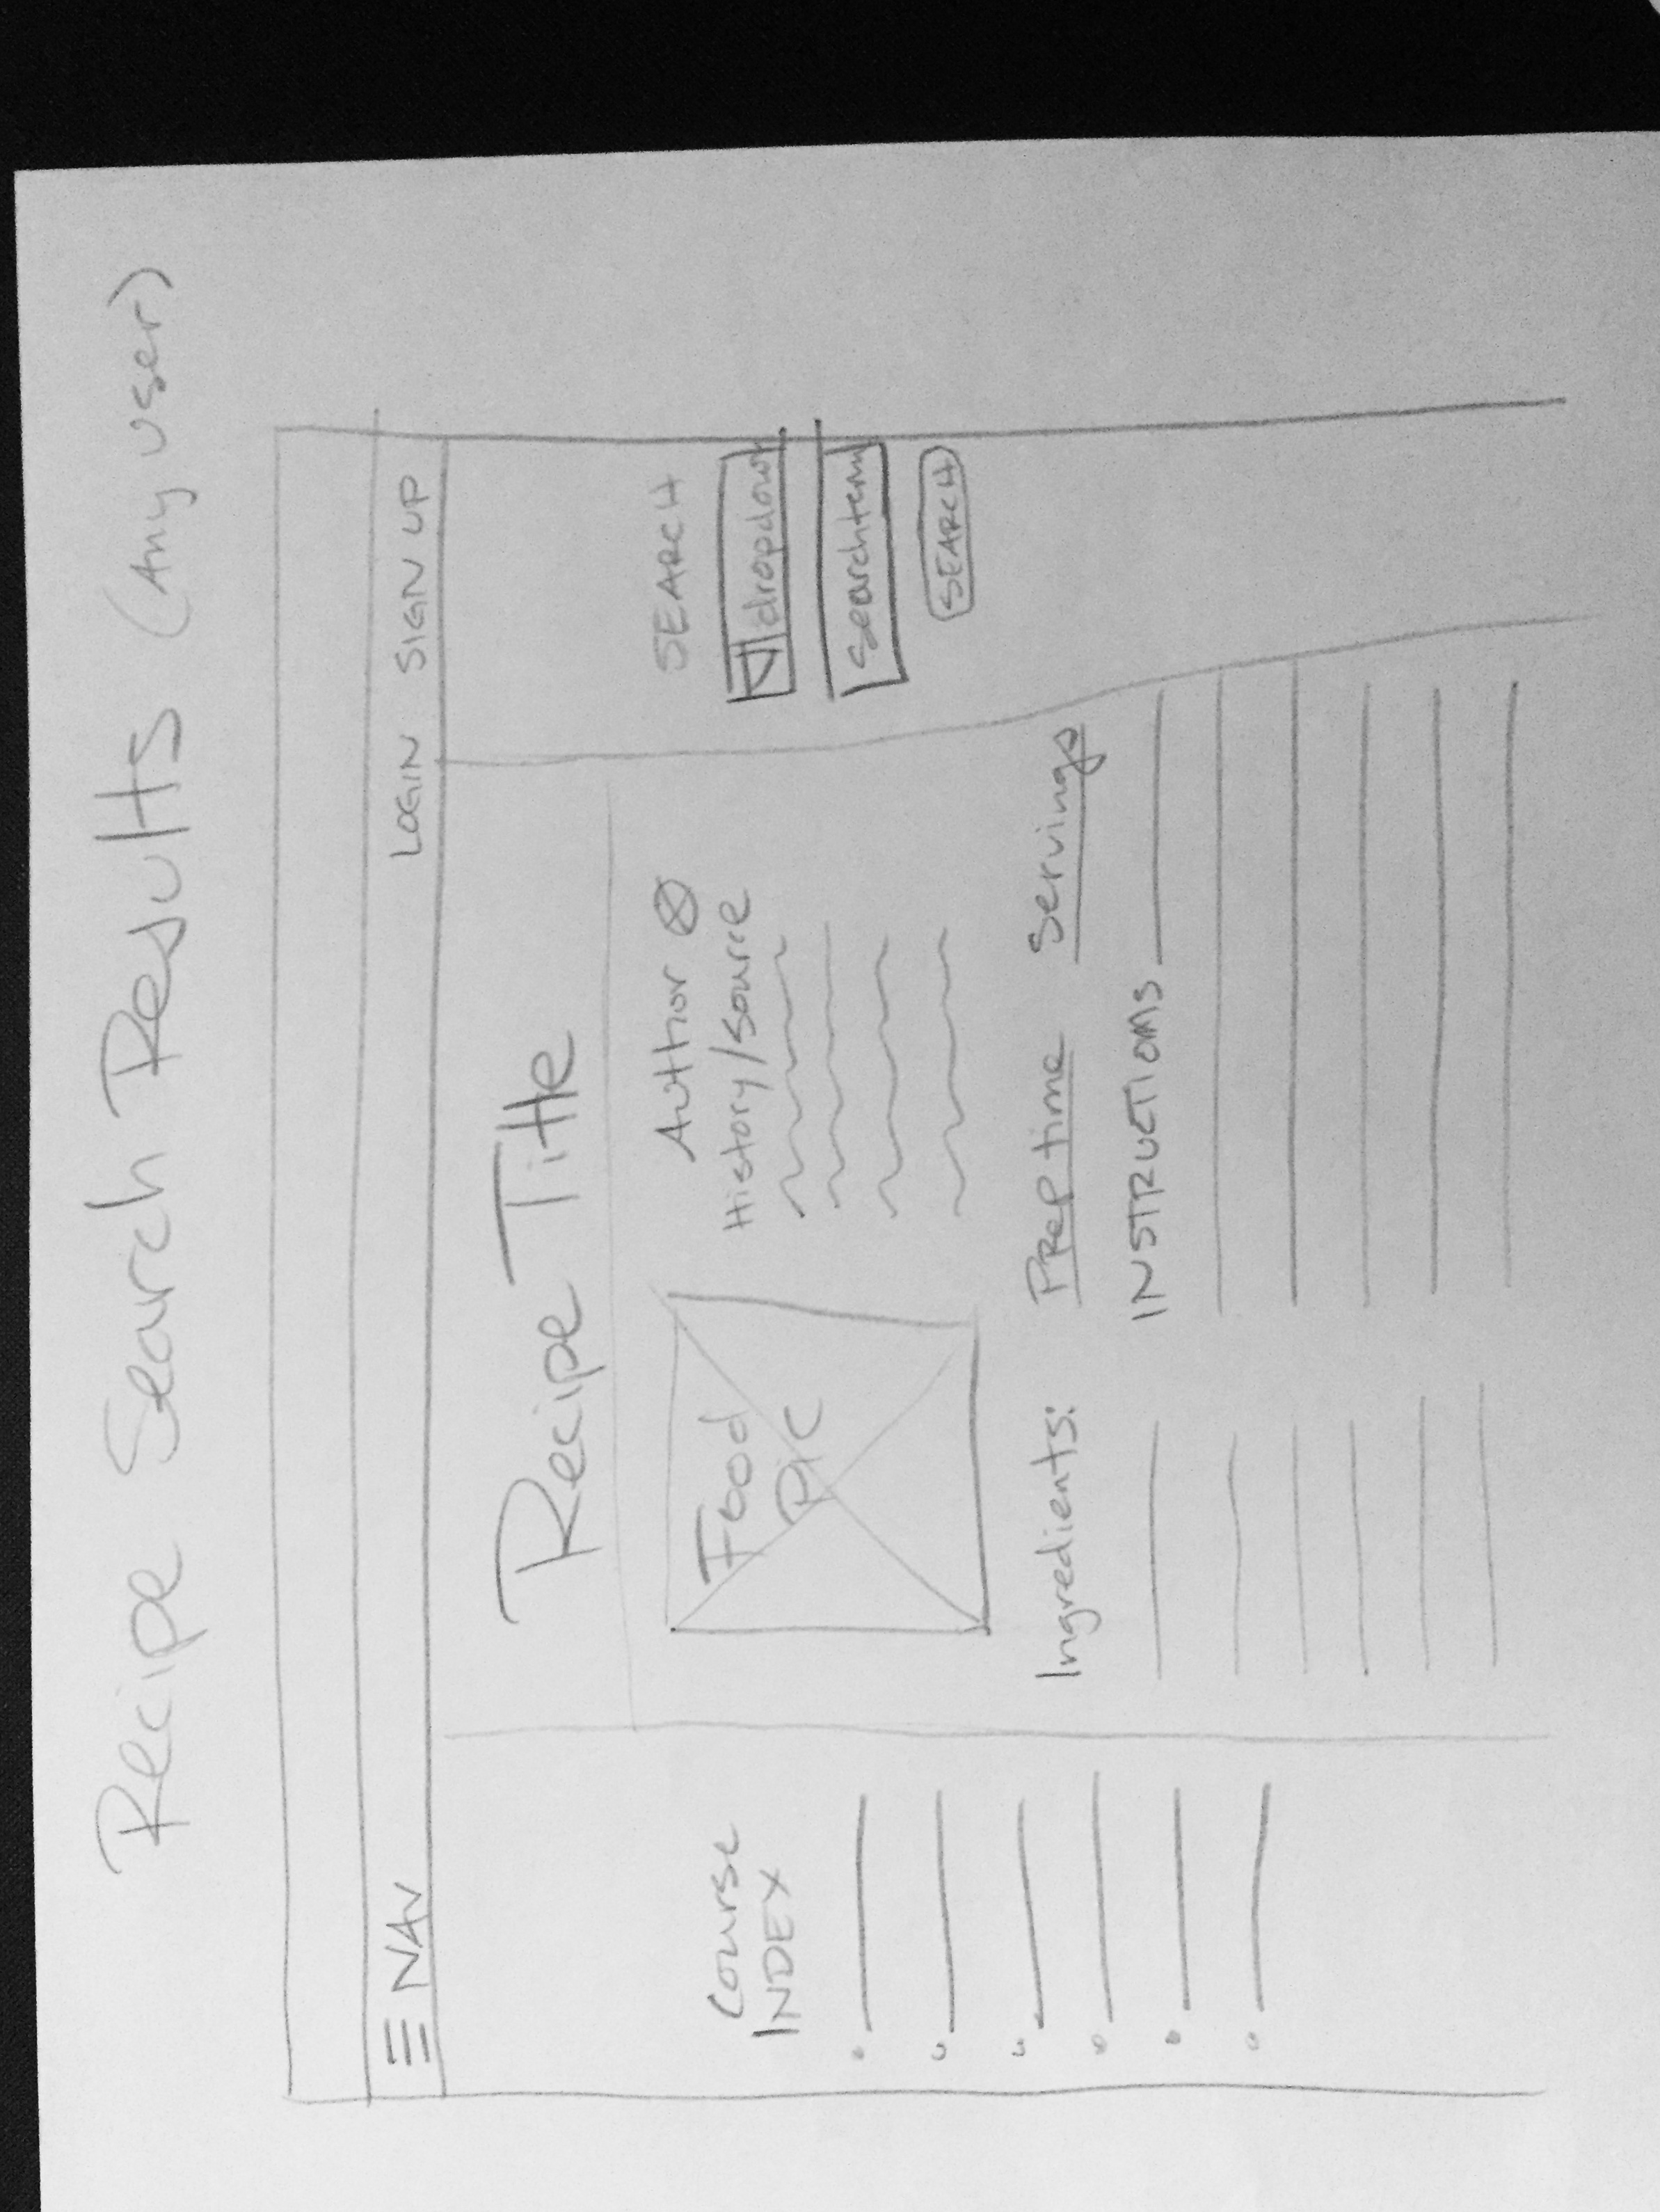 Recipe Search Results (Any user)
NAV
LOGIN SIGN UP
Recipe Title
Course
INDEX
Food
Pic
Author
History/Source
SEARCH
dropdown
searchterm
SEARCH
Ingredients:
Prep time
Servings
INSTRUCTIONS